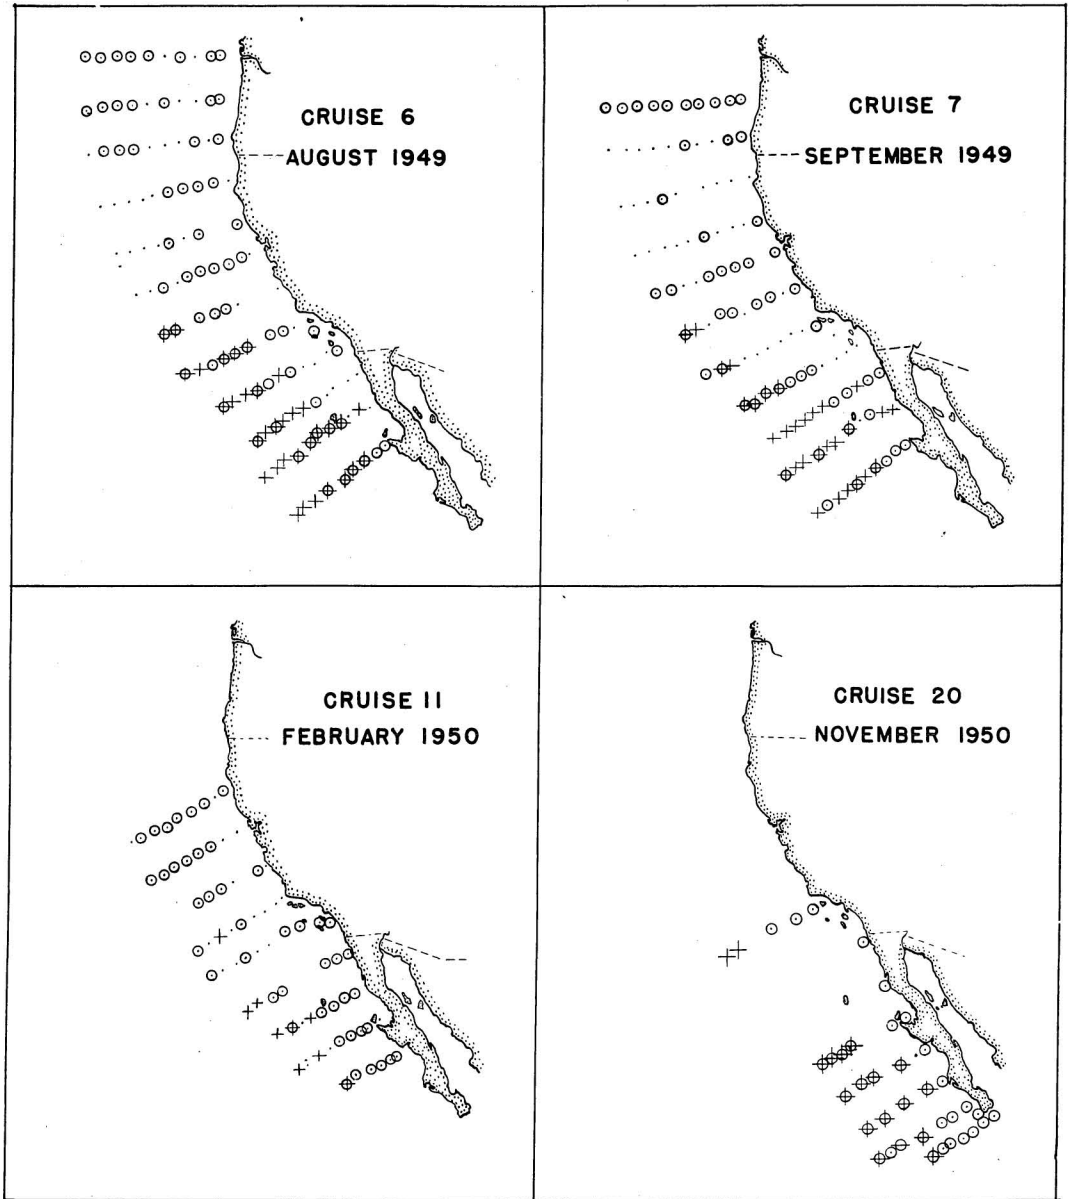 CRUISE 6
AUGUST 1949
CRUISE 7
SEPTEMBER 1949
CRUISE 11
FEBRUARY 1950
CRUISE 20
NOVEMBER 1950